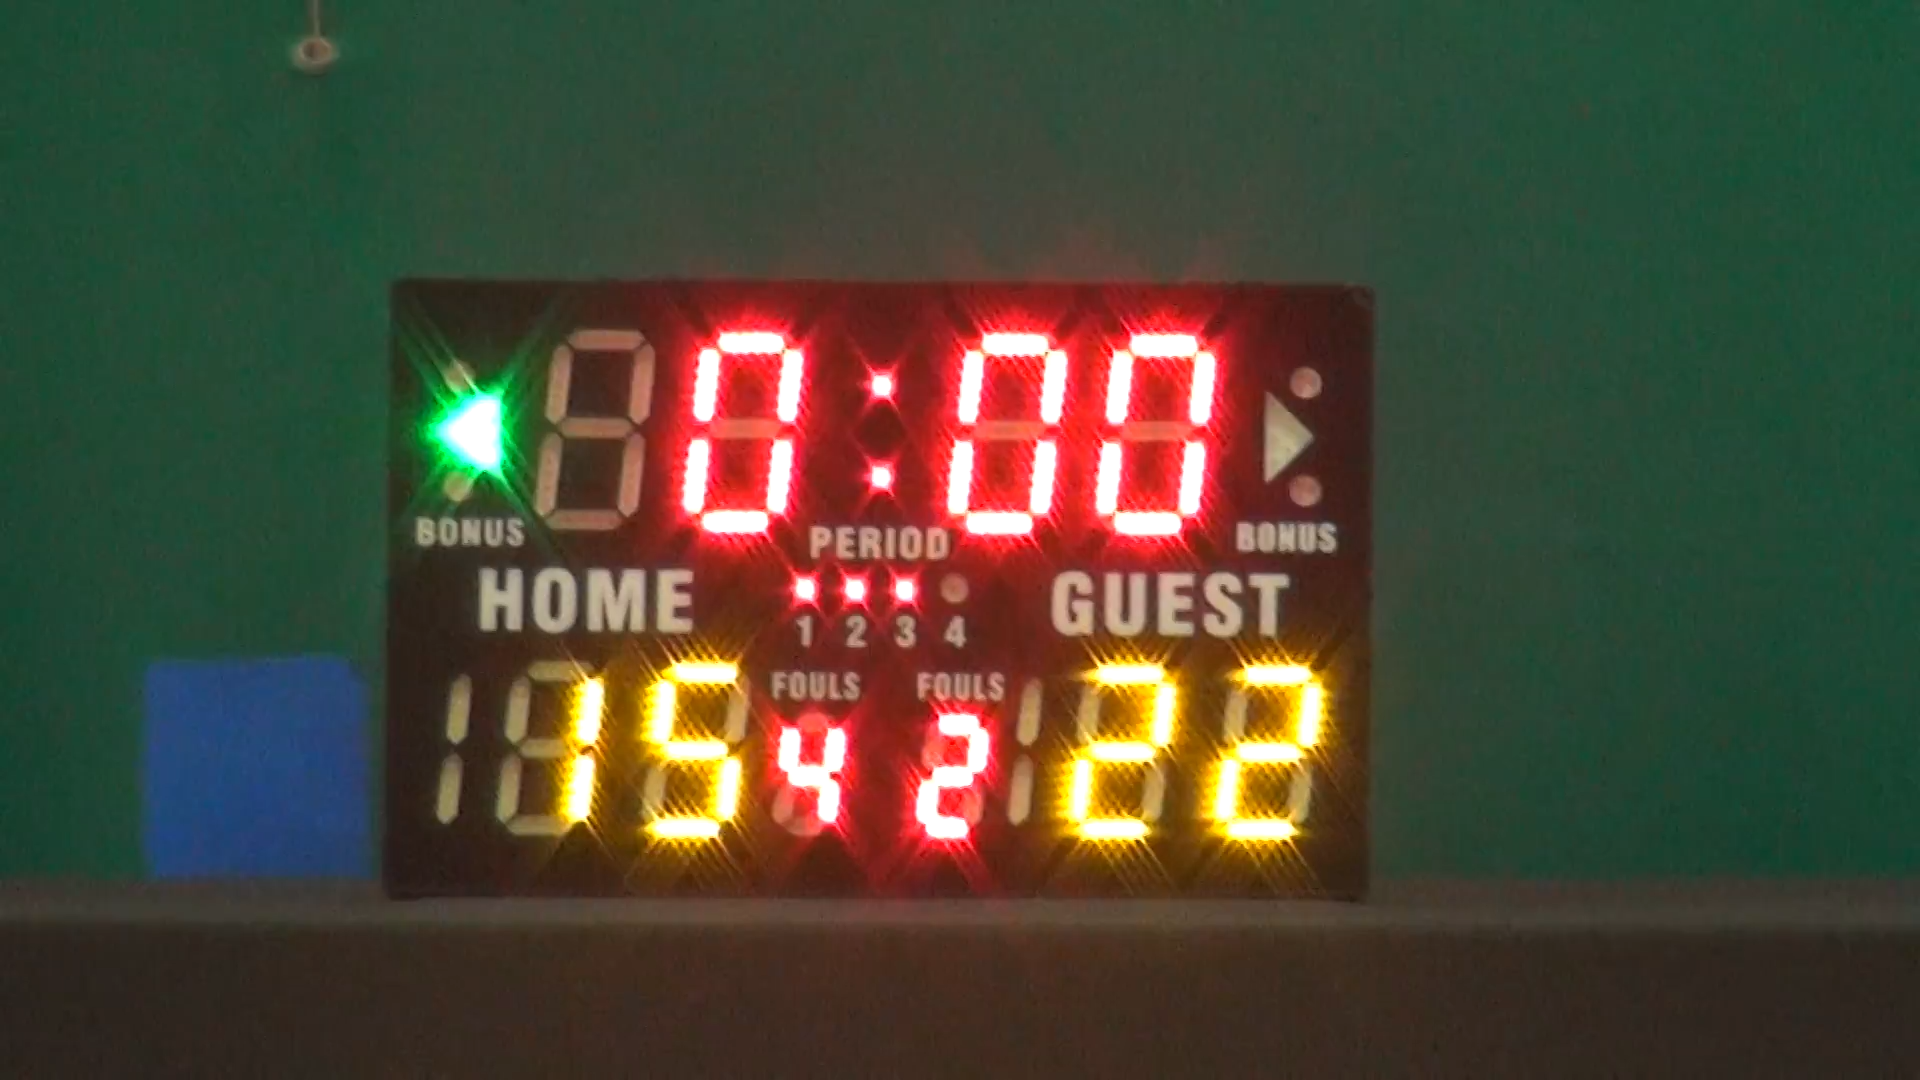 0:00
BONUS PERIOD BONUS
HOME GUEST
1 2 3 4
FOULS FOULS
15 4 2 22